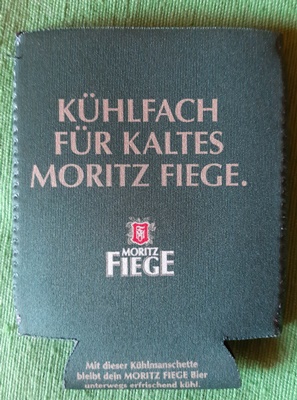 KÜHLFACH
FÜR KALTES
MORITZ FIEGE.
MORITZ
FIEGE
Mit dieser Kühlmanschette
bleibt dein MORITZ FIEGE Bier
unterwegs erfrischend kühl.